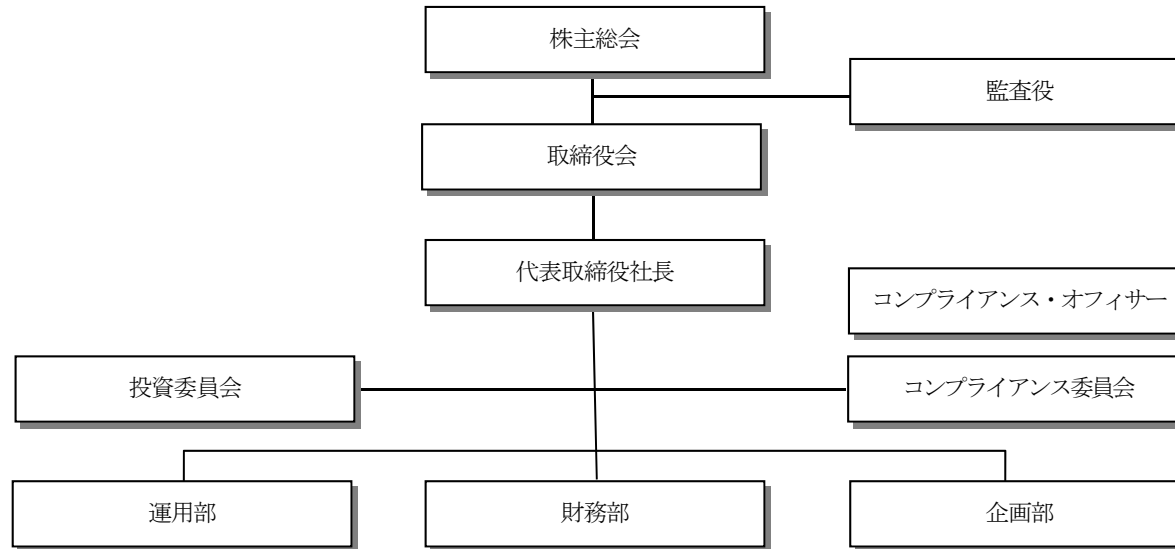 株主総会
監査役
取締役会
代表取締役社長
コンプライアンス・オフィサー
投資委員会
コンプライアンス委員会
運用部
財務部
企画部